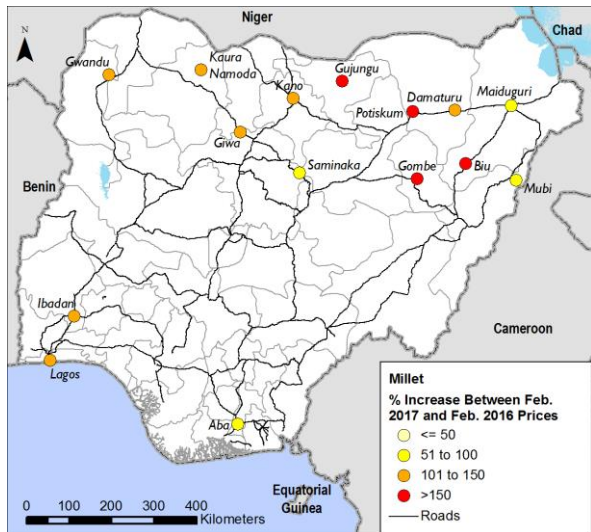 Niger
Chad
N
Gwandu
Kaura
Namoda
Gujungu
Kano
Damaturu
Maiduguri
Potiskum
Giwa
Saminaka
Gombe
Biu
Mubi
Benin
Ibadan
Lagos
Cameroon
Aba
Equatorial
Guinea
Millet
% Increase Between Feb.
2017 and Feb. 2016 Prices
<= 50
51 to 100
101 to 150
>150
Roads
0 50 100 200 300 400
Kilometers